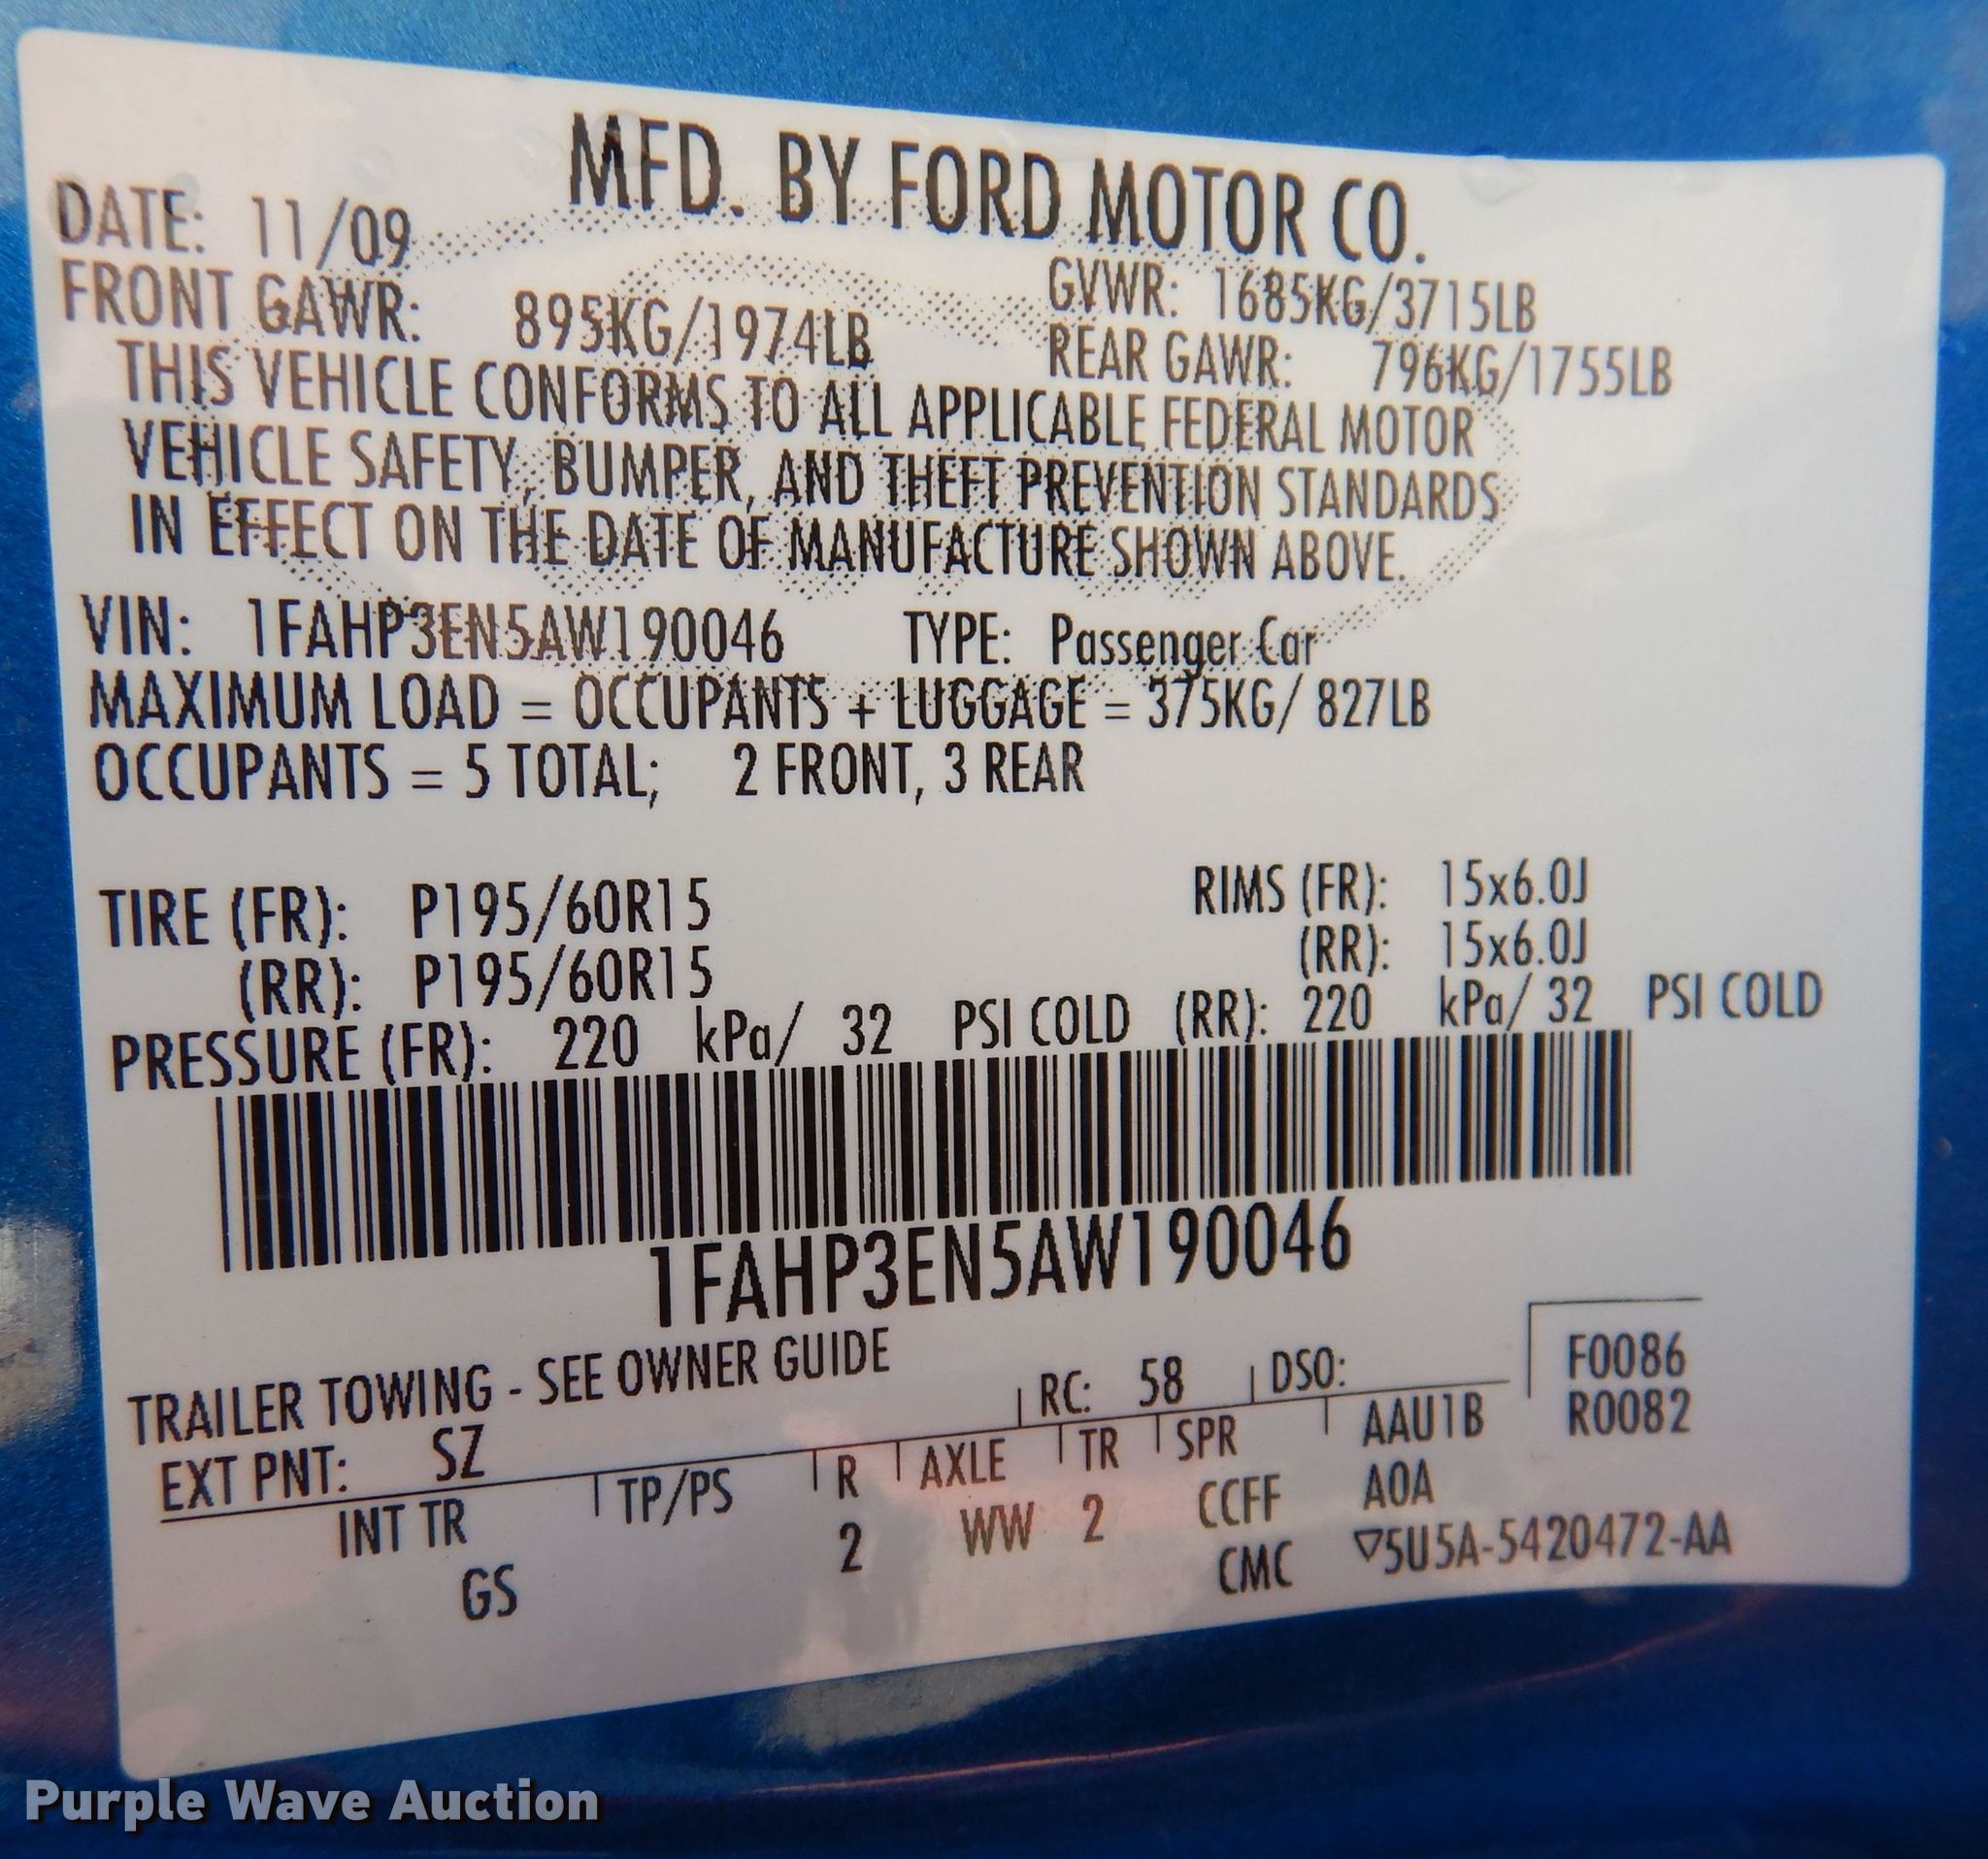 MFD. BY FORD MOTOR CO.
DATE: 11/09
GVWR: 1685KG/3715LB
FRONT GAWR: 895KG/1974LB
REAR GAWR: 796KG/1755LB
THIS VEHICLE CONFORMS TO ALL APPLICABLE FEDERAL MOTOR
VEHICLE SAFETY, BUMPER, AND THEFT PREVENTION STANDARDS
IN EFFECT ON THE DATE OF MANUFACTURE SHOWN ABOVE.
VIN: 1FAHP3EN5AW190046 TYPE: Passenger Car
MAXIMUM LOAD = OCCUPANTS + LUGGAGE = 375KG/ 827LB
OCCUPANTS = 5 TOTAL; 2 FRONT, 3 REAR
TIRE (FR): P195/60R15 RIMS (FR): 15x6.0J
(RR): P195/60R15 (RR): 15x6.0J
PRESSURE (FR): 220 kPa/ 32 PSI COLD (RR): 220 kPa/ 32 PSI COLD
1FAHP3EN5AW190046
TRAILER TOWING - SEE OWNER GUIDE
RC: 58 DSO:
F0086
R0082
EXT PNT: SZ
INT TR TP/PS R AXLE TR SPR AAU1B
GS 2 WW 2 CCFF AOA
CMC ▽5U5A-5420472-AA
Purple Wave Auction